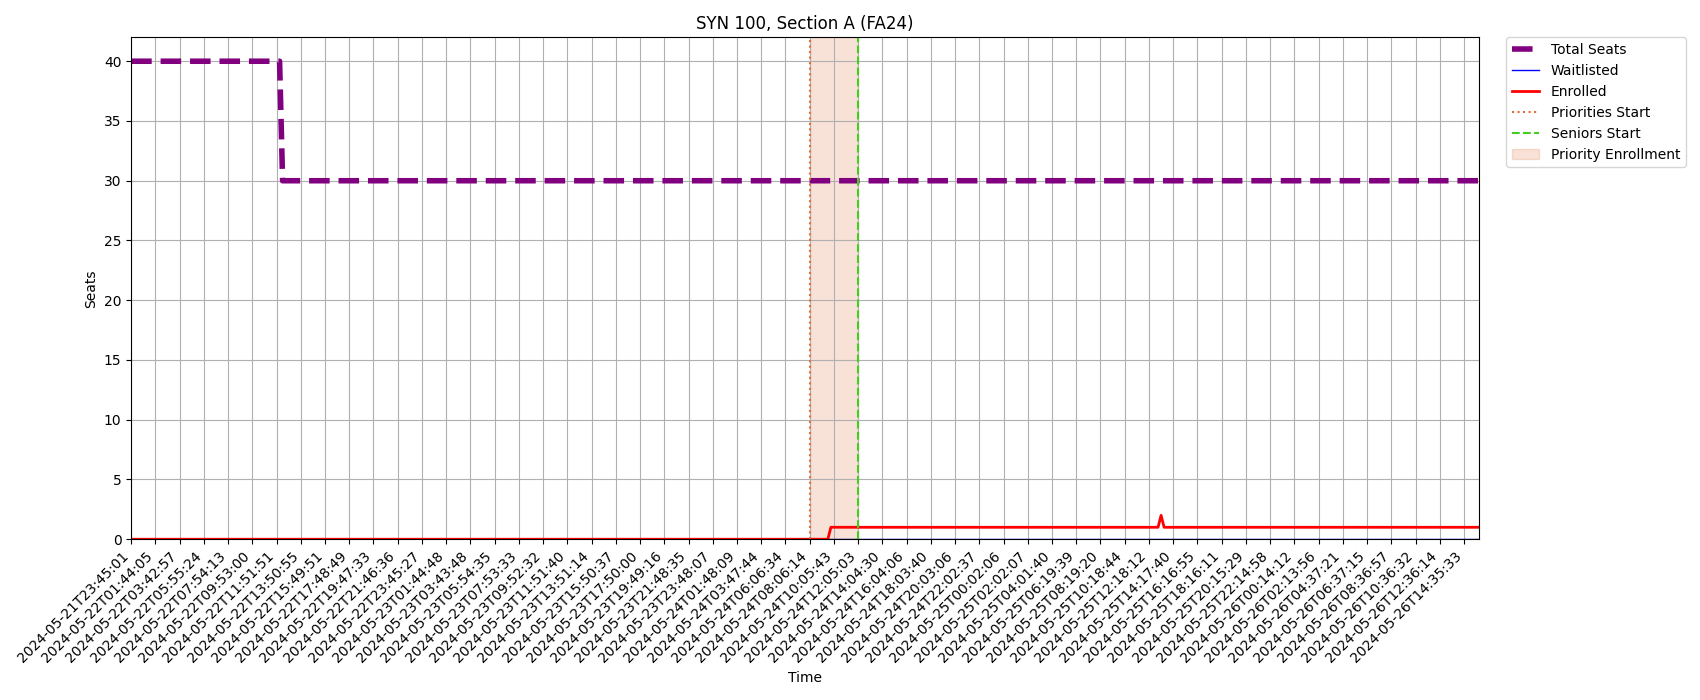 SYN 100, Section A (FA24)
Total Seats
Waitlisted
Enrolled
Priorities Start
Seniors Start
Priority Enrollment
Seats
40
35
30
25
20
15
10
5
0
2024-05-21T23:45:01
2024-05-22T01:44:05
2024-05-22T03:42:57
2024-05-22T05:55:24
2024-05-22T07:54:13
2024-05-22T09:53:00
2024-05-22T11:51:51
2024-05-22T13:50:55
2024-05-22T15:49:51
2024-05-22T17:48:49
2024-05-22T19:47:33
2024-05-22T21:46:36
2024-05-22T23:45:27
2024-05-23T01:44:48
2024-05-23T03:43:48
2024-05-23T05:54:35
2024-05-23T07:53:33
2024-05-23T09:52:32
2024-05-23T11:51:40
2024-05-23T13:51:14
2024-05-23T15:50:37
2024-05-23T17:50:00
2024-05-23T19:49:16
2024-05-23T21:48:35
2024-05-23T23:48:07
2024-05-24T01:48:09
2024-05-24T03:47:44
2024-05-24T06:06:34
2024-05-24T08:06:14
2024-05-24T10:05:43
2024-05-24T12:05:03
2024-05-24T14:04:30
2024-05-24T16:04:06
2024-05-24T18:03:40
2024-05-24T20:03:06
2024-05-24T22:02:37
2024-05-25T00:02:06
2024-05-25T02:02:07
2024-05-25T04:01:40
2024-05-25T06:19:39
2024-05-25T08:19:20
2024-05-25T10:18:44
2024-05-25T12:18:12
2024-05-25T14:17:40
2024-05-25T16:16:55
2024-05-25T18:16:11
2024-05-25T20:15:29
2024-05-25T22:14:58
2024-05-26T00:14:12
2024-05-26T02:13:56
2024-05-26T04:37:21
2024-05-26T06:37:15
2024-05-26T08:36:57
2024-05-26T10:36:32
2024-05-26T12:36:14
2024-05-26T14:35:33
Time